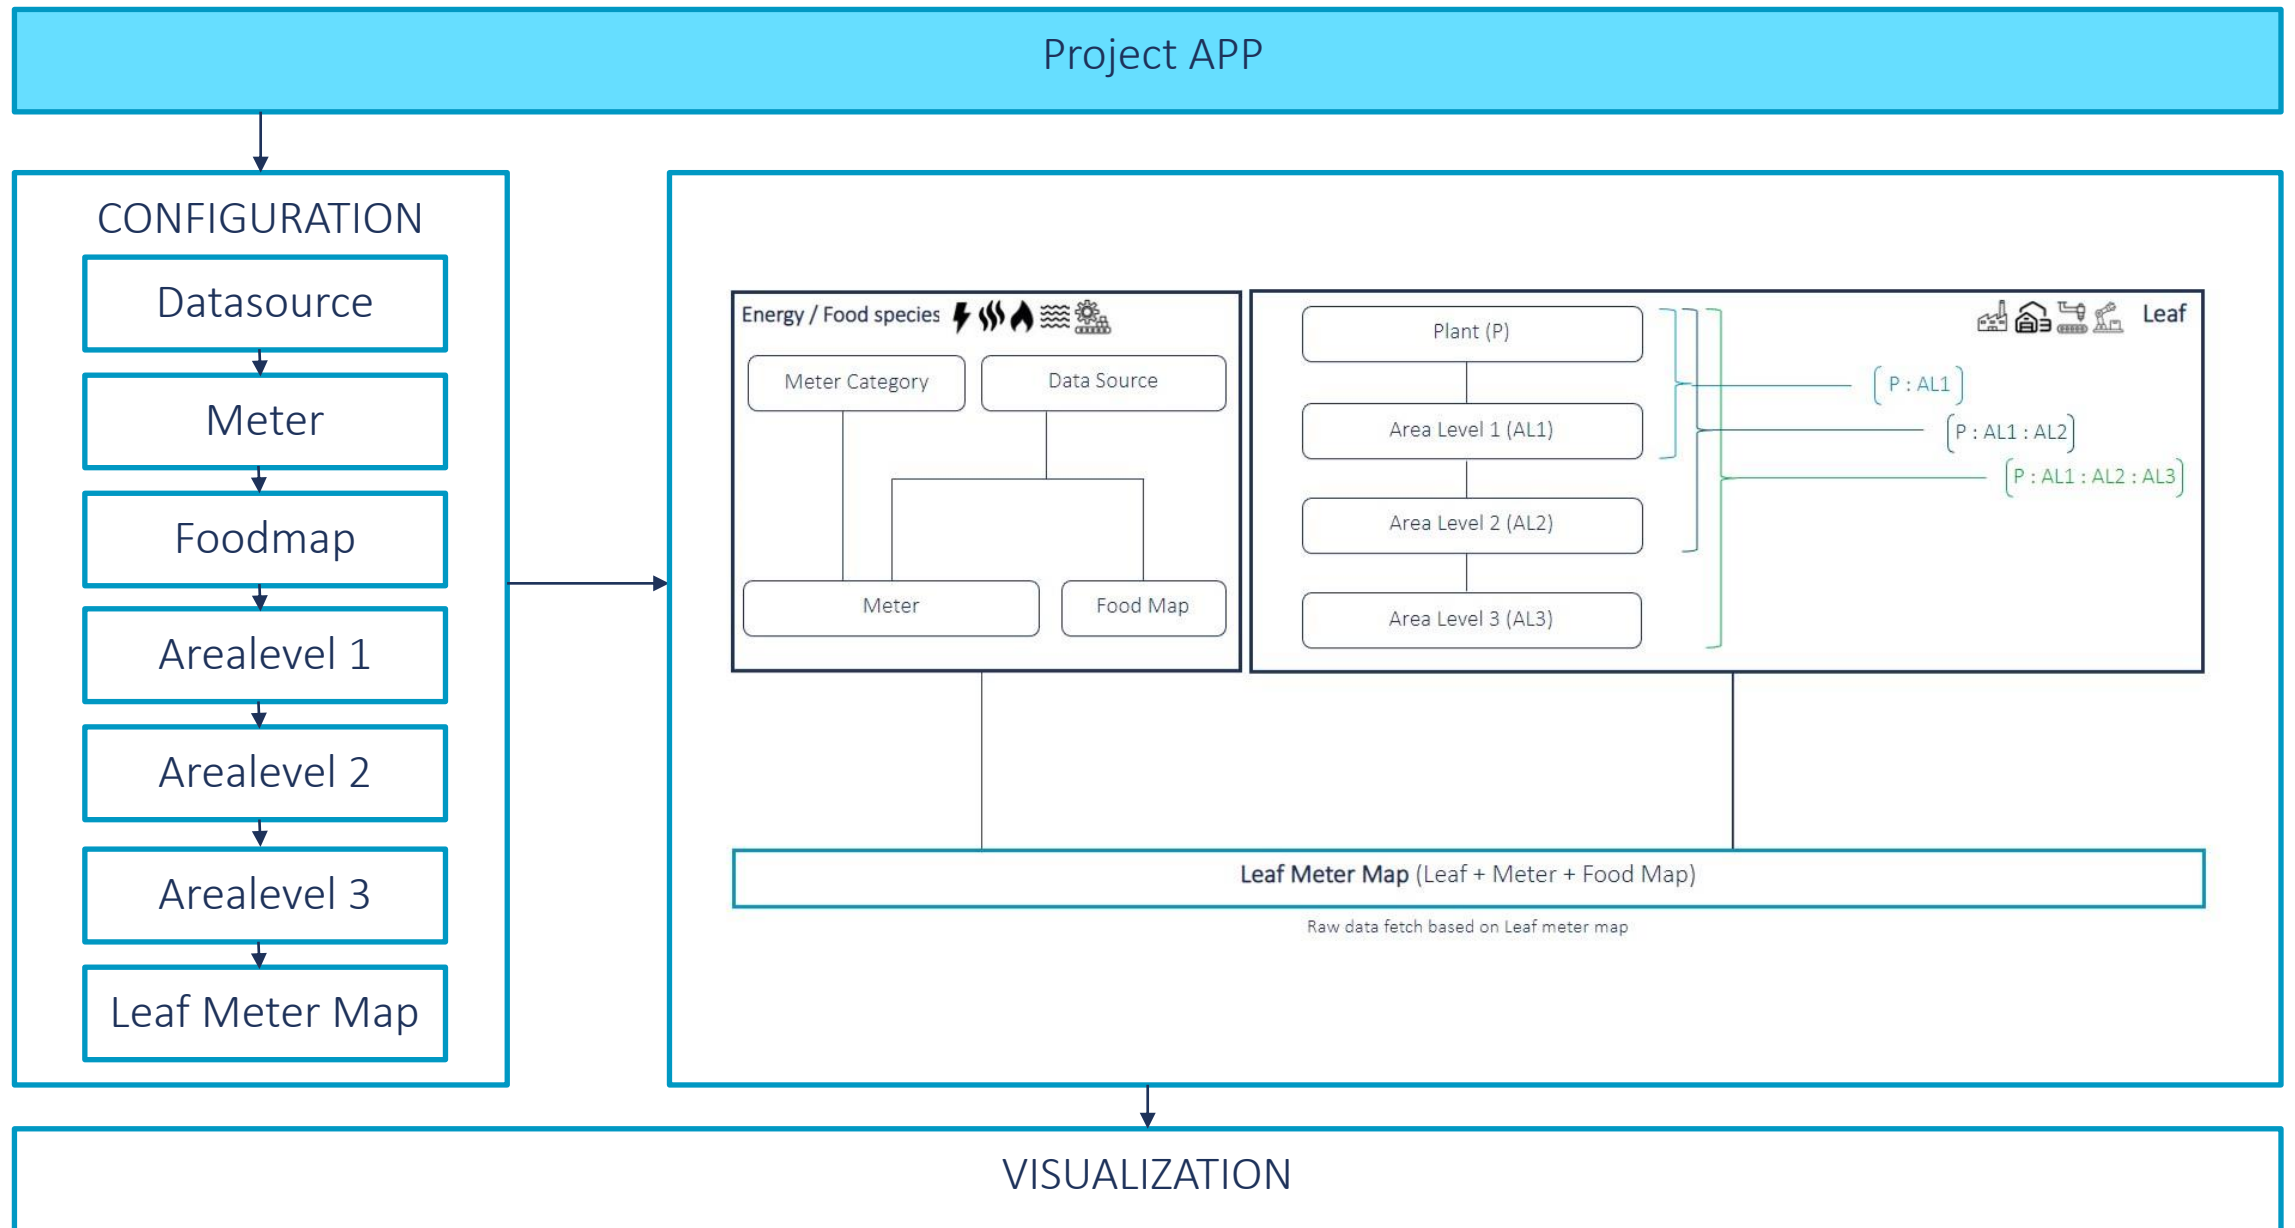 Project APP
CONFIGURATION
Datasource
Meter
Foodmap
Arealevel 1
Arealevel 2
Arealevel 3
Leaf Meter Map
Energy / Food species
Meter Category
Data Source
Meter
Food Map
Leaf
Plant (P)
Area Level 1 (AL1)
Area Level 2 (AL2)
Area Level 3 (AL3)
P : AL1
P : AL1 : AL2
P : AL1 : AL2 : AL3
Leaf Meter Map (Leaf + Meter + Food Map)
Raw data fetch based on Leaf meter map
VISUALIZATION